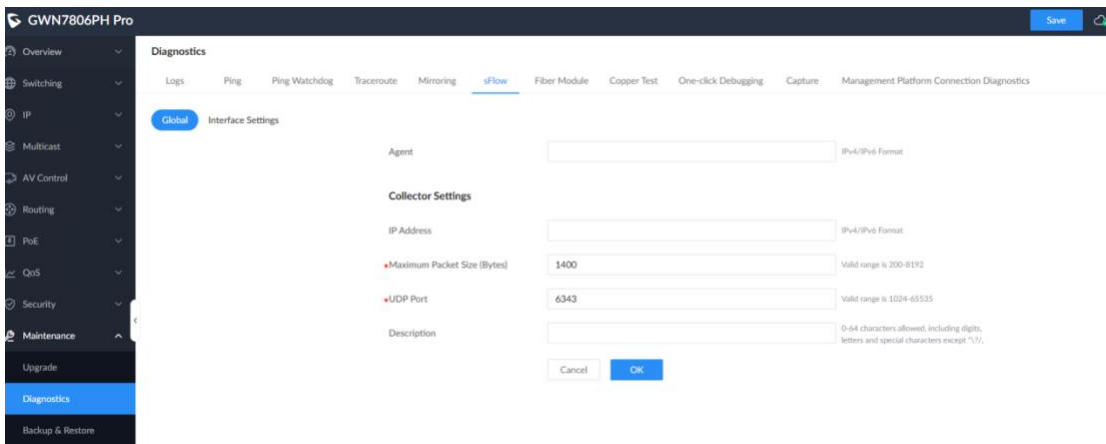 GWN7806PH Pro
Save
Overview
Switching
IP
Multicast
AV Control
Routing
PoE
QoS
Security
Maintenance
Upgrade
Diagnostics
Backup & Restore
Diagnostics
Logs Ping Ping Watchdog Traceroute Mirroring sFlow Fiber Module Copper Test One-click Debugging Capture Management Platform Connection Diagnostics
Global Interface Settings
Agent IPv4/IPv6 Format
Collector Settings
IP Address IPv4/IPv6 Format
*Maximum Packet Size (Bytes) 1400 Valid range is 200-8192
*UDP Port 6343 Valid range is 1024-65535
Description 0-64 characters allowed, including digits,
letters and special characters except "\?/,
Cancel OK